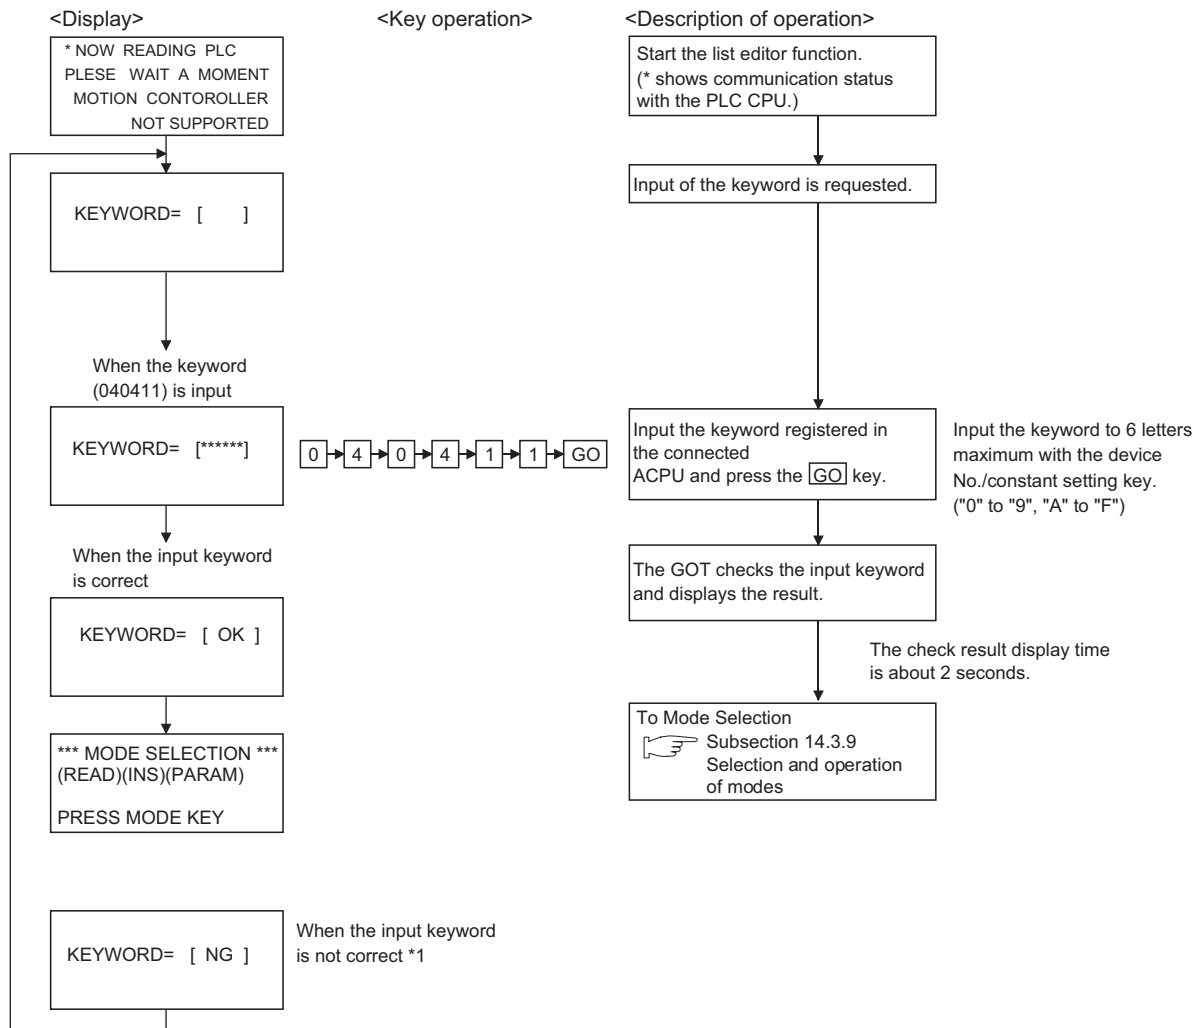 <Display>
<Key operation>
<Description of operation>
* NOW READING PLC
PLESE WAIT A MOMENT
MOTION CONTOROLLER
NOT SUPPORTED
Start the list editor function.
(* shows communication status
with the PLC CPU.)
KEYWORD= [ ]
Input of the keyword is requested.
When the keyword
(040411) is input
KEYWORD= [******]
0 4 0 4 1 1 GO
Input the keyword registered in
the connected
ACPU and press the GO key.
Input the keyword to 6 letters
maximum with the device
No./constant setting key.
("0" to "9", "A" to "F")
When the input keyword
is correct
The GOT checks the input keyword
and displays the result.
KEYWORD= [ OK ]
The check result display time
is about 2 seconds.
*** MODE SELECTION ***
(READ)(INS)(PARAM)
PRESS MODE KEY
To Mode Selection
Subsection 14.3.9
Selection and operation
of modes
KEYWORD= [ NG ]
When the input keyword
is not correct *1